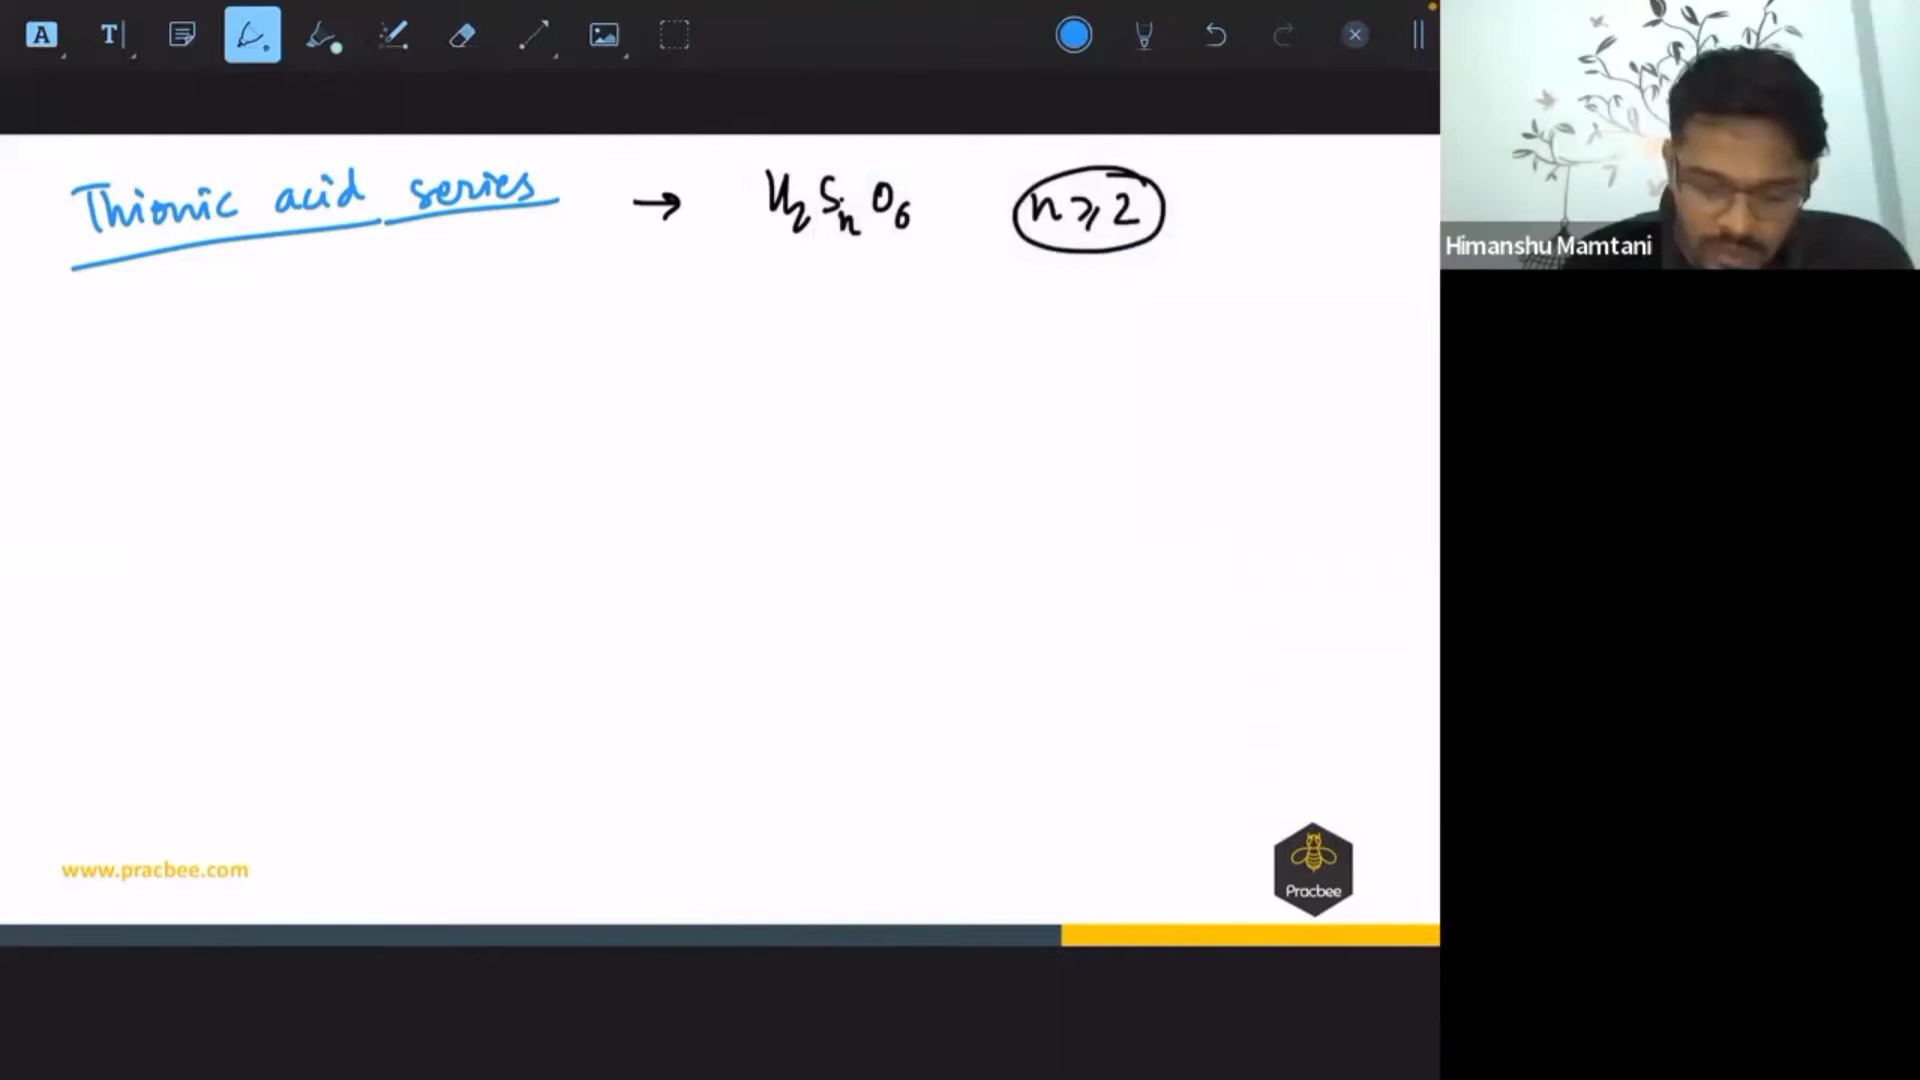 A T
Thionic acid series → H₂SₙO₆ n ⩾ 2
Himanshu Mamtani
www.pracbee.com
Pracbee